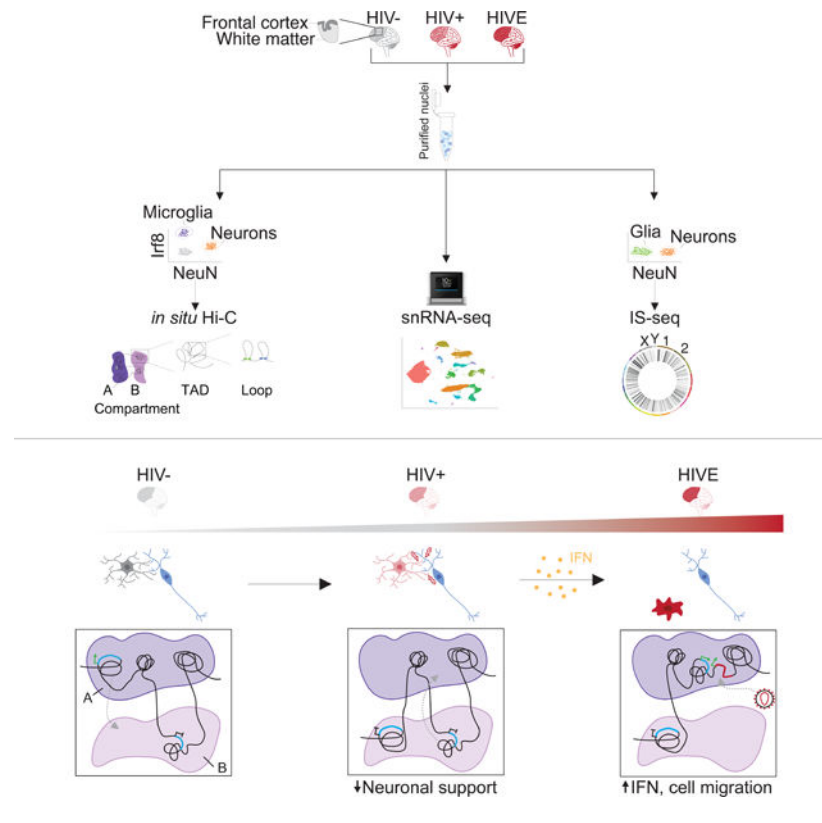 Frontal cortex
White matter
HIV-
HIV+
HIVE
Purified nuclei
Microglia
Neurons
Irf8
NeuN
Glia
Neurons
NeuN
in situ Hi-C
snRNA-seq
IS-seq
A
B
TAD
Loop
Compartment
X
Y
1
2
HIV-
HIV+
HIVE
IFN
A
B
↓Neuronal support
↑IFN, cell migration